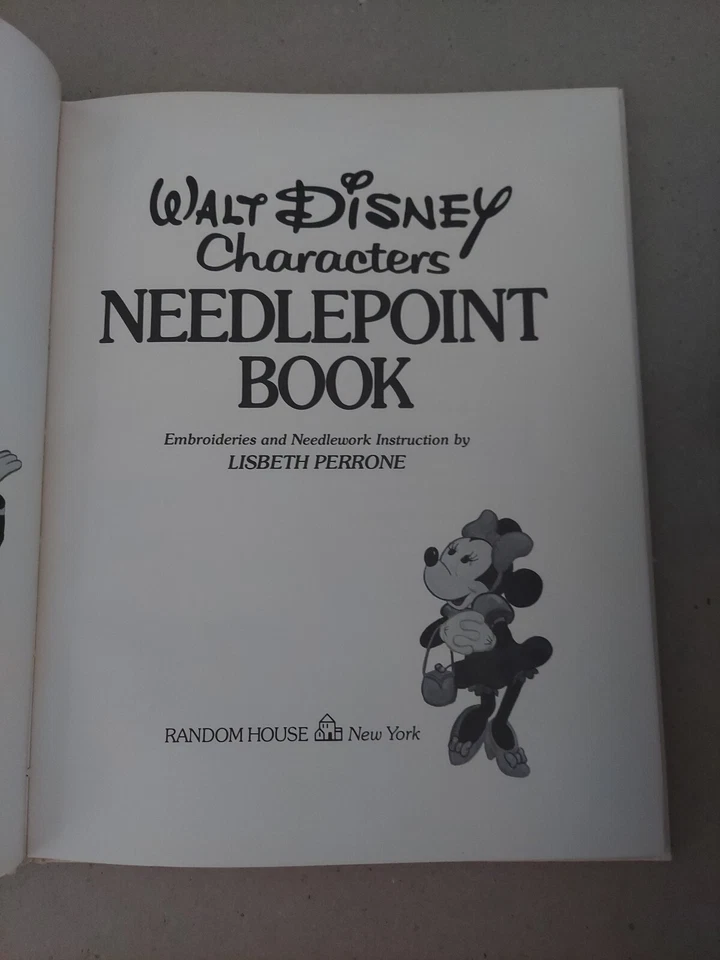 WALT DISNEY
Characters
NEEDLEPOINT
BOOK
Embroideries and Needlework Instruction by
LISBETH PERRONE
RANDOM HOUSE New York